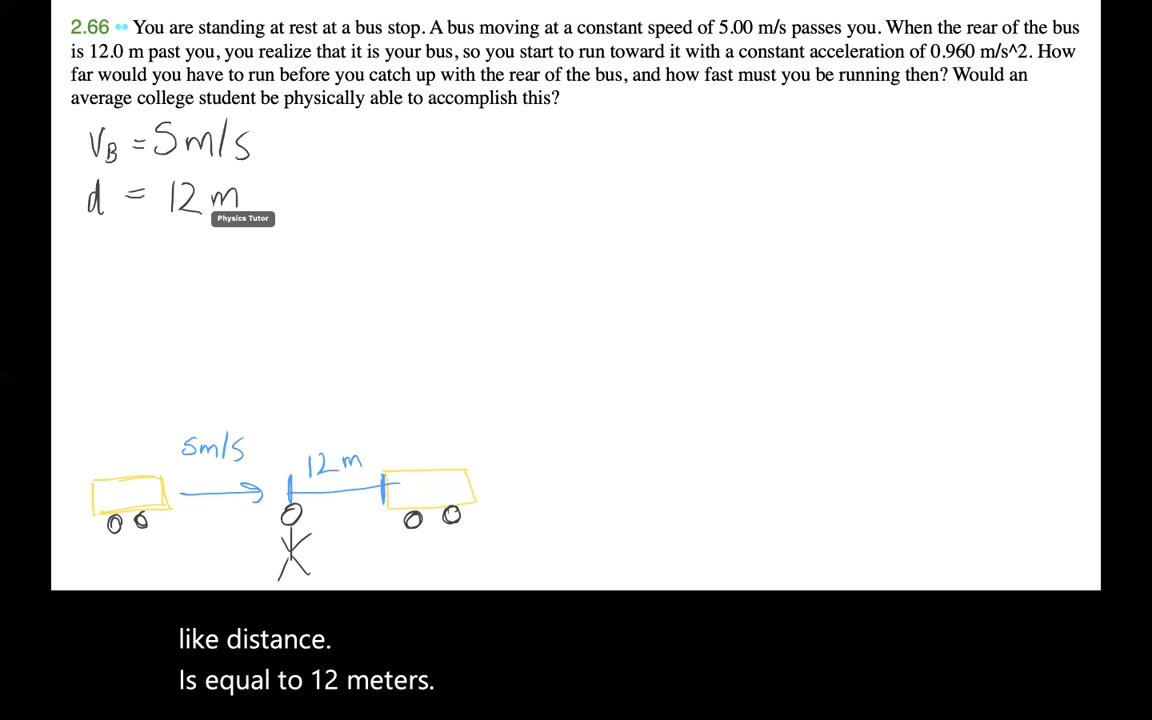 2.66 •• You are standing at rest at a bus stop. A bus moving at a constant speed of 5.00 m/s passes you. When the rear of the bus
is 12.0 m past you, you realize that it is your bus, so you start to run toward it with a constant acceleration of 0.960 m/s^2. How
far would you have to run before you catch up with the rear of the bus, and how fast must you be running then? Would an
average college student be physically able to accomplish this?
V_B = 5m/s
d = 12 m
Physics Tutor
5m/s
12 m
like distance.
Is equal to 12 meters.